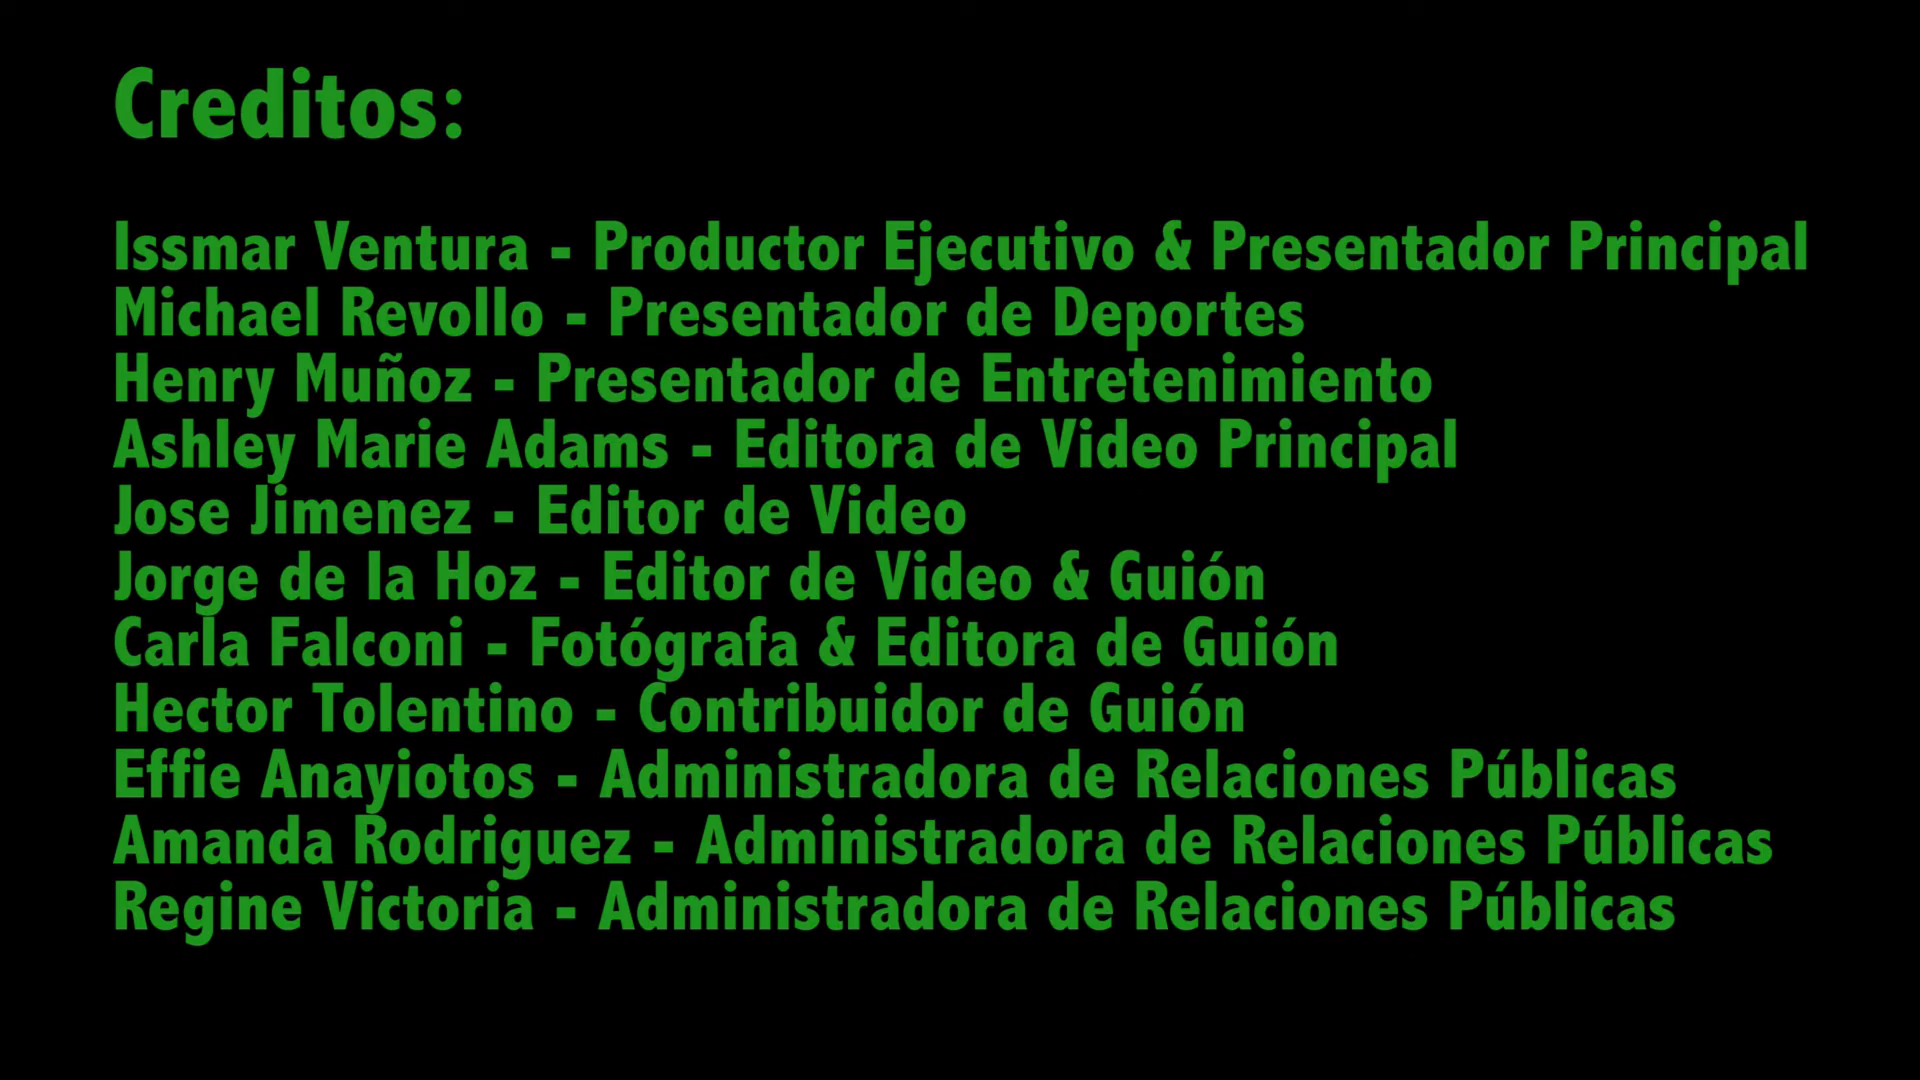 Creditos:
Issmar Ventura - Productor Ejecutivo & Presentador Principal
Michael Revollo - Presentador de Deportes
Henry Muñoz - Presentador de Entretenimiento
Ashley Marie Adams - Editora de Video Principal
Jose Jimenez - Editor de Video
Jorge de la Hoz - Editor de Video & Guión
Carla Falconi - Fotógrafa & Editora de Guión
Hector Tolentino - Contribuidor de Guión
Effie Anayiotos - Administradora de Relaciones Públicas
Amanda Rodriguez - Administradora de Relaciones Públicas
Regine Victoria - Administradora de Relaciones Públicas